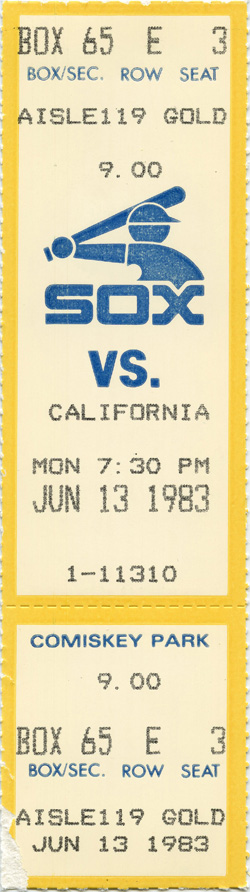 BOX 65 E 3
BOX/SEC. ROW SEAT
AISLE119 GOLD
9.00
SOX
VS.
CALIFORNIA
MON 7:30 PM
JUN 13 1983
1-11310
COMISKEY PARK
9.00
BOX 65 E 3
BOX/SEC. ROW SEAT
AISLE119 GOLD
JUN 13 1983